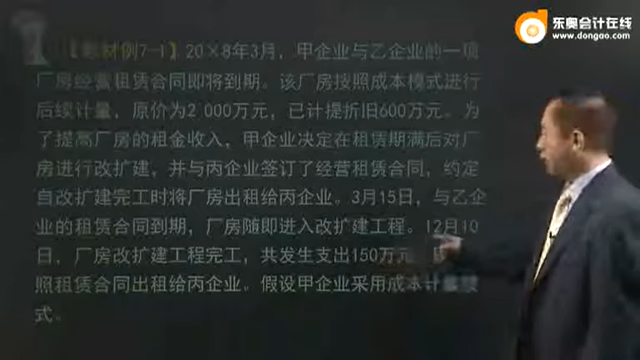 东奥会计在线
www.dongao.com
【教材例7-1】20×8年3月，甲企业与乙企业的一项
厂房经营租赁合同即将到期。该厂房按照成本模式进行
后续计量，原价为2 000万元，已计提折旧600万元。为
了提高厂房的租金收入，甲企业决定在租赁期满后对厂
房进行改扩建，并与丙企业签订了经营租赁合同，约定
自改扩建完工时将厂房出租给丙企业。3月15日，与乙企
业的租赁合同到期，厂房随即进入改扩建工程。12月10
日，厂房改扩建工程完工，共发生支出150万元
照租赁合同出租给丙企业。假设甲企业采用成本计量模
式。